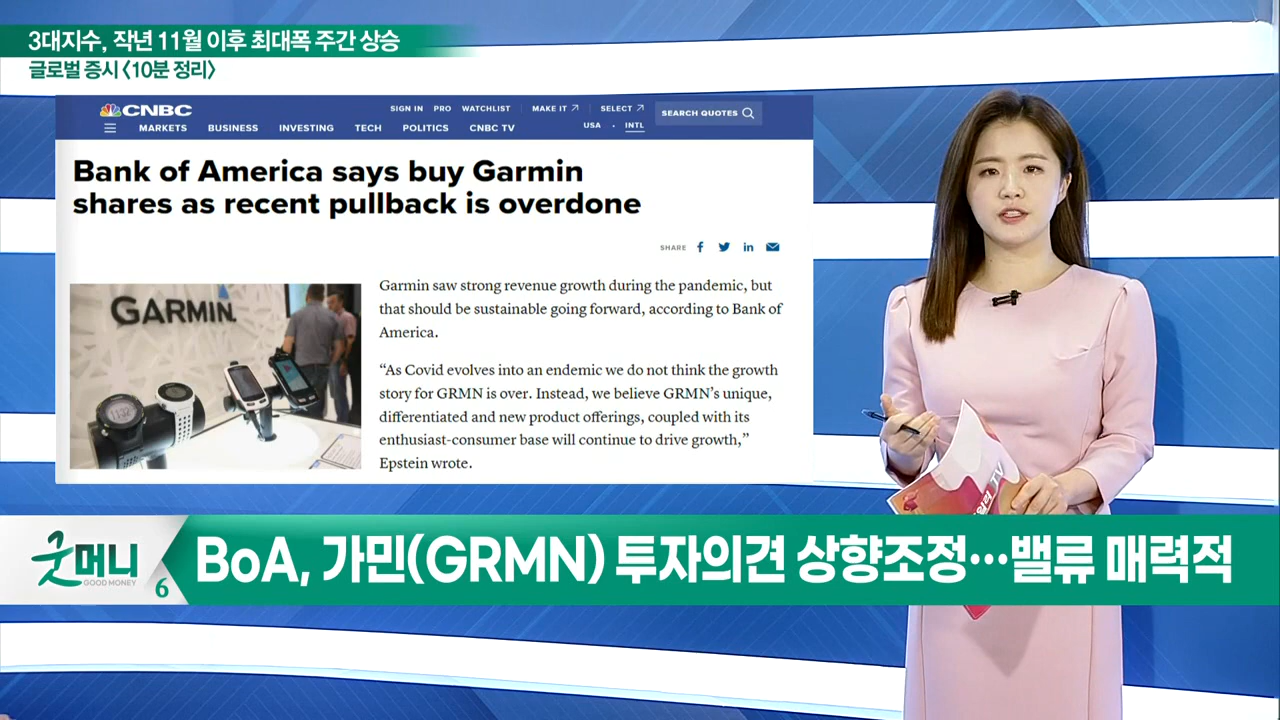 3대지수, 작년 11월 이후 최대폭 주간 상승
글로벌 증시 <10분 정리>
CNBC
SIGN IN PRO WATCHLIST MAKE IT SELECT SEARCH QUOTES
MARKETS BUSINESS INVESTING TECH POLITICS CNBC TV USA · INTL
Bank of America says buy Garmin
shares as recent pullback is overdone
SHARE
GARMIN
Garmin saw strong revenue growth during the pandemic, but
that should be sustainable going forward, according to Bank of
America.
“As Covid evolves into an endemic we do not think the growth
story for GRMN is over. Instead, we believe GRMN’s unique,
differentiated and new product offerings, coupled with its
enthusiast-consumer base will continue to drive growth,”
Epstein wrote.
TV
굿머니
GOOD MONEY
6
BoA, 가민(GRMN) 투자의견 상향조정…밸류 매력적